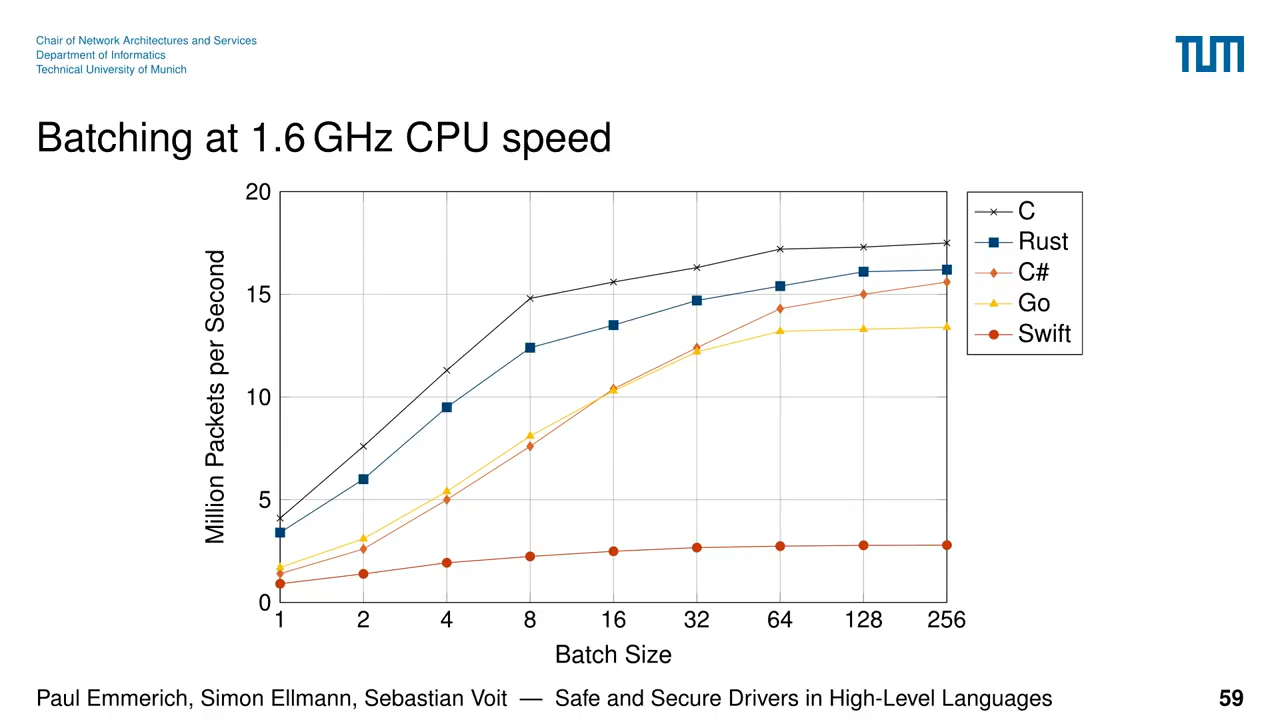 Chair of Network Architectures and Services
Department of Informatics
Technical University of Munich
TUM
Batching at 1.6 GHz CPU speed
20
15
10
5
0
Million Packets per Second
1 2 4 8 16 32 64 128 256
Batch Size
C
Rust
C#
Go
Swift
Paul Emmerich, Simon Ellmann, Sebastian Voit — Safe and Secure Drivers in High-Level Languages 59